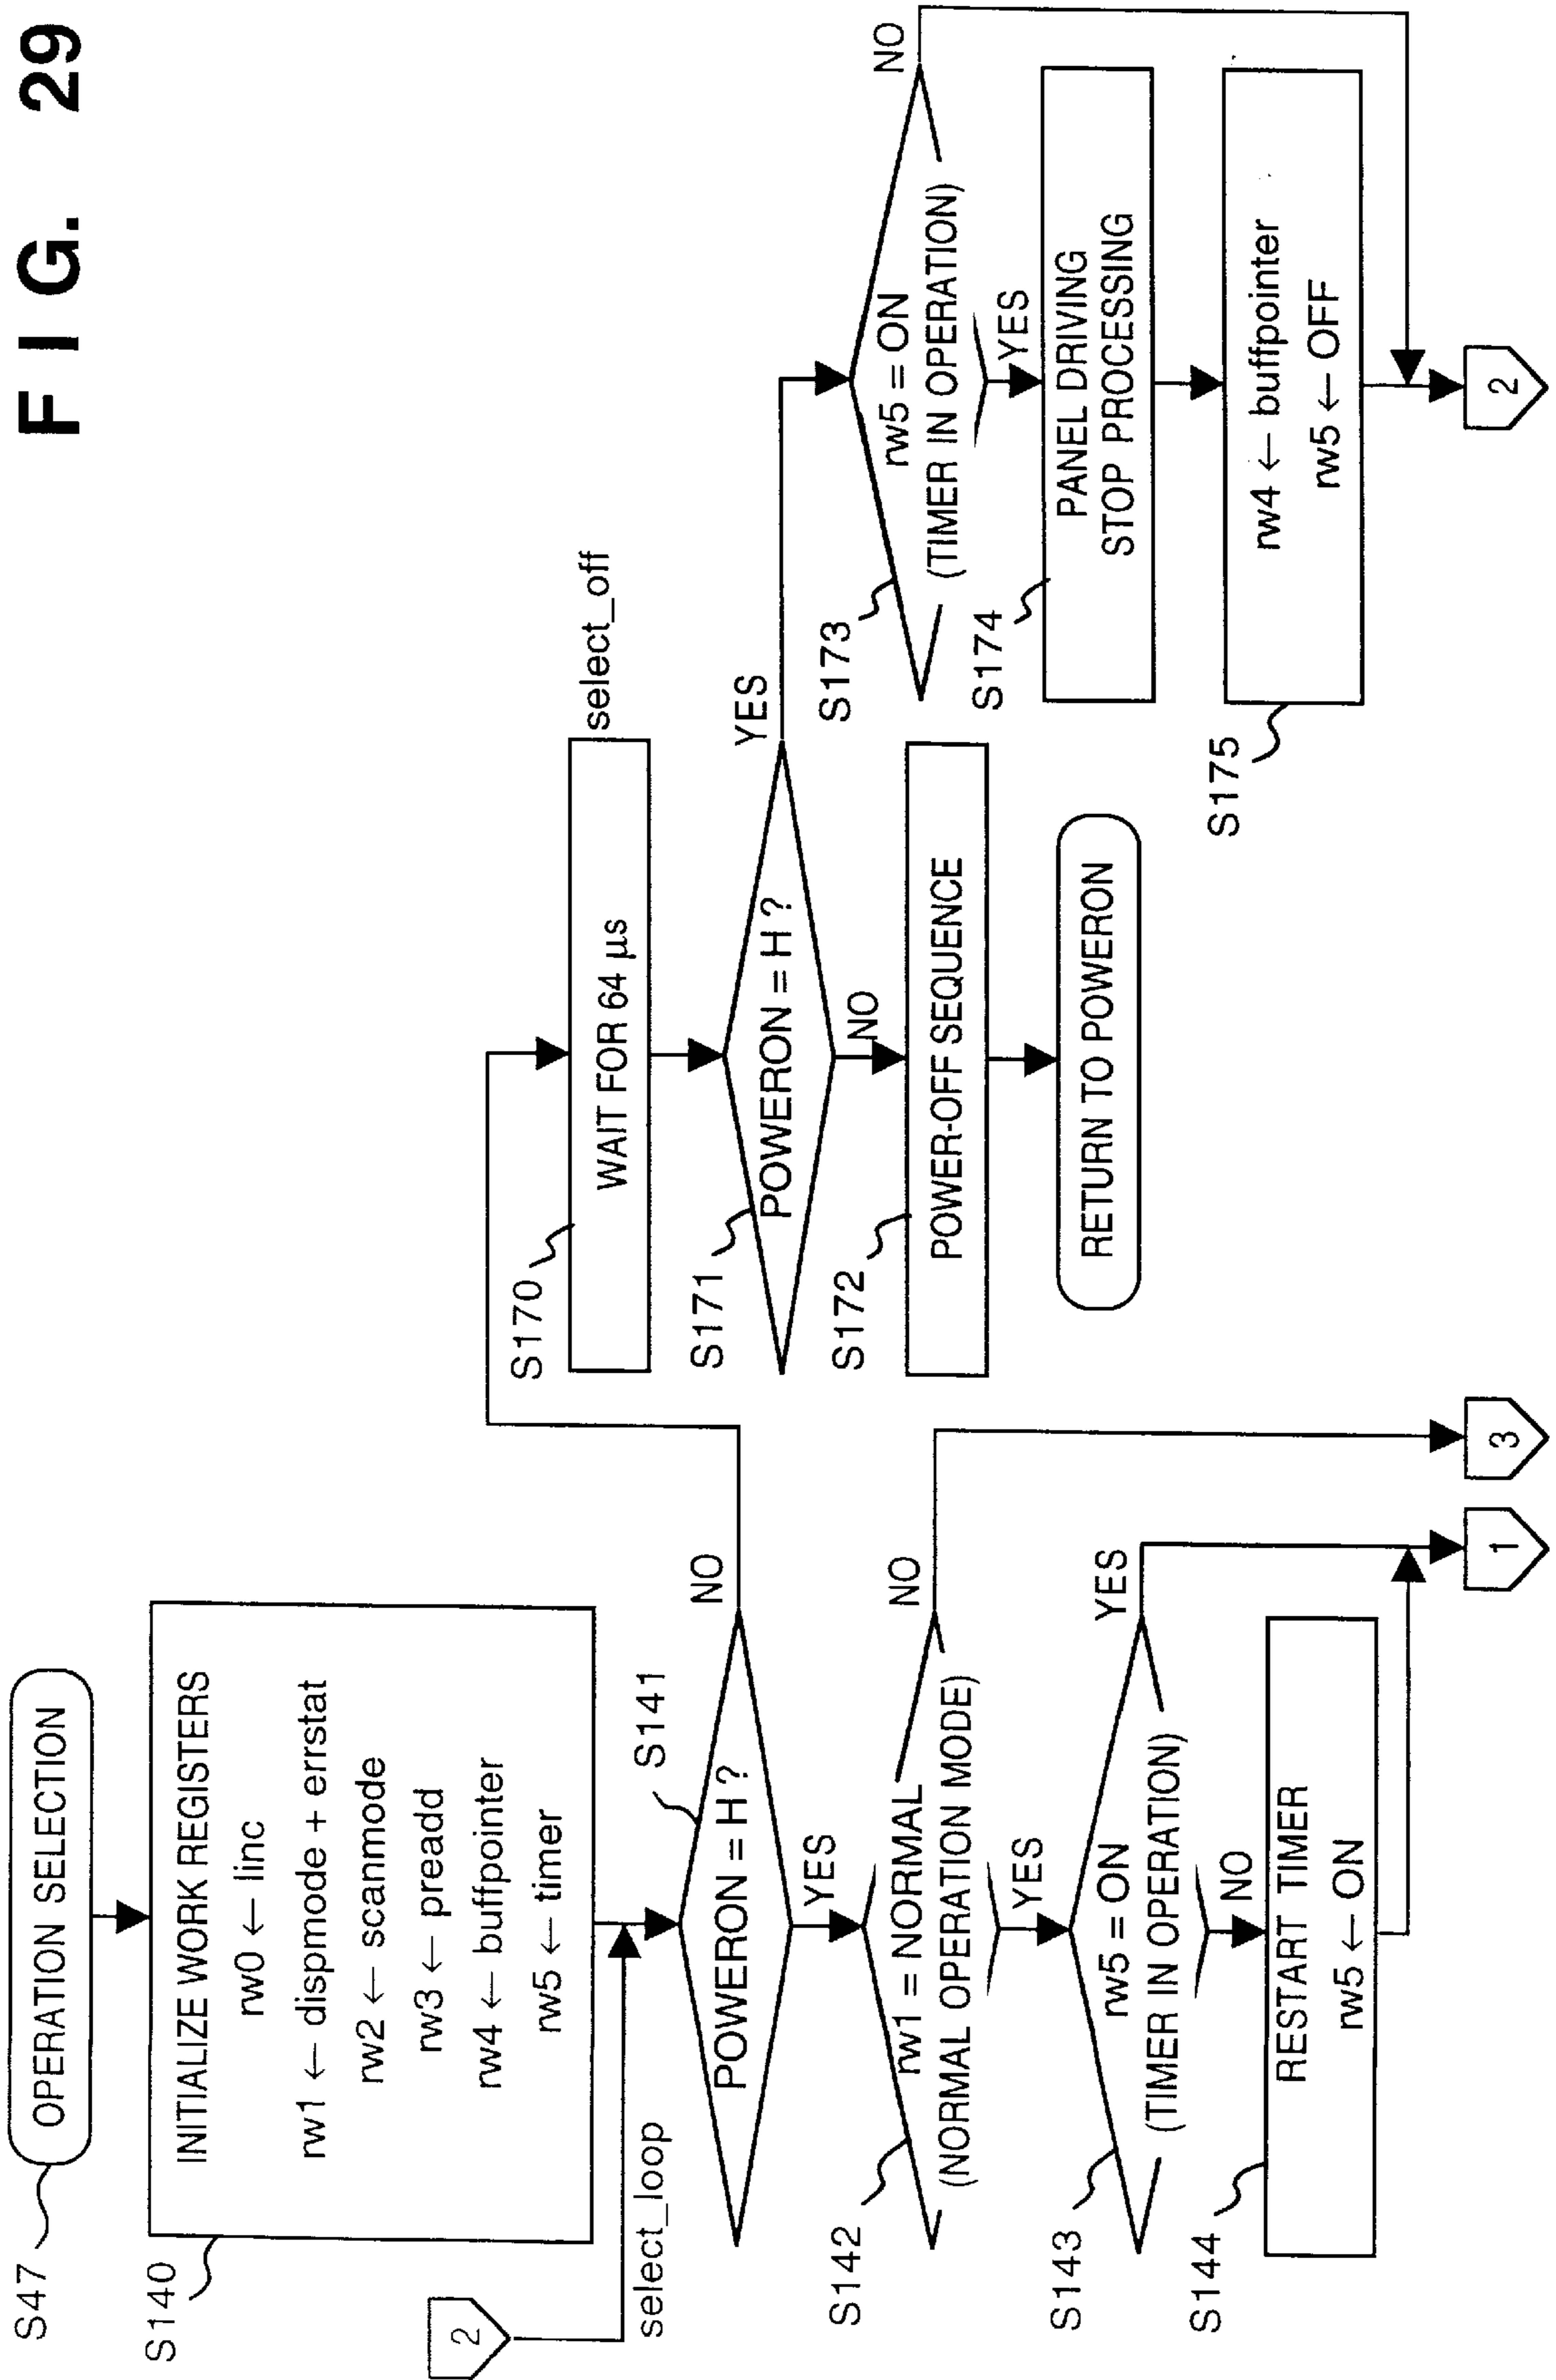 FIG. 29
S47
OPERATION SELECTION
S140
INITIALIZE WORK REGISTERS
rw0 ← linc
rw1 ← dispmode + errstat
rw2 ← scanmode
rw3 ← preadd
rw4 ← buffpointer
rw5 ← timer
2
select_loop
S141
POWERON = H ?
NO
YES
S142
rw1 = NORMAL
(NORMAL OPERATION MODE)
NO
YES
S143
rw5 = ON
(TIMER IN OPERATION)
YES
NO
S144
RESTART TIMER
rw5 ← ON
1
3
S170
select_off
WAIT FOR 64 µs
S171
POWERON = H ?
YES
NO
S172
POWER-OFF SEQUENCE
RETURN TO POWERON
S173
rw5 = ON
(TIMER IN OPERATION)
NO
YES
S174
PANEL DRIVING
STOP PROCESSING
S175
rw4 ← buffpointer
rw5 ← OFF
2